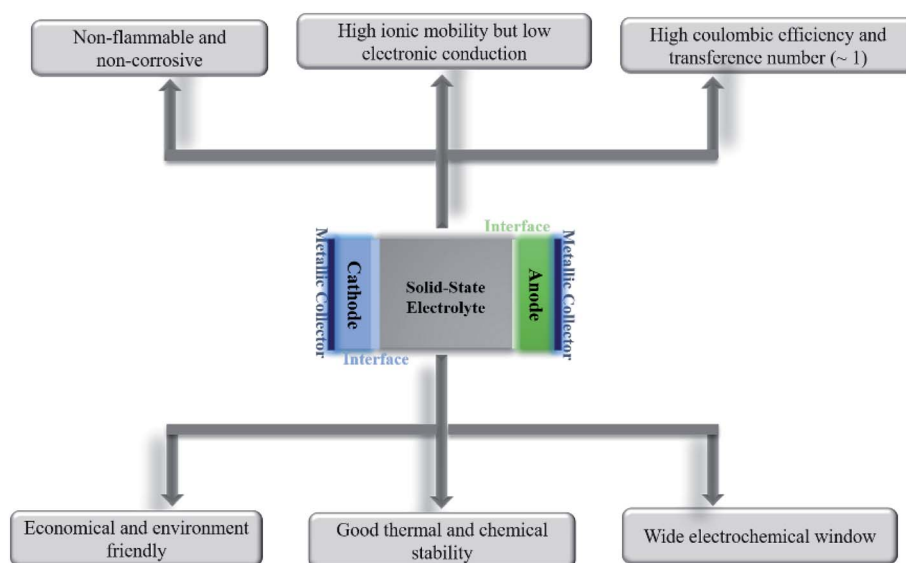 Non-flammable and
non-corrosive
High ionic mobility but low
electronic conduction
High coulombic efficiency and
transference number (~ 1)
Interface
Metallic Collector
Cathode
Solid-State
Electrolyte
Anode
Metallic Collector
Interface
Economical and environment
friendly
Good thermal and chemical
stability
Wide electrochemical window